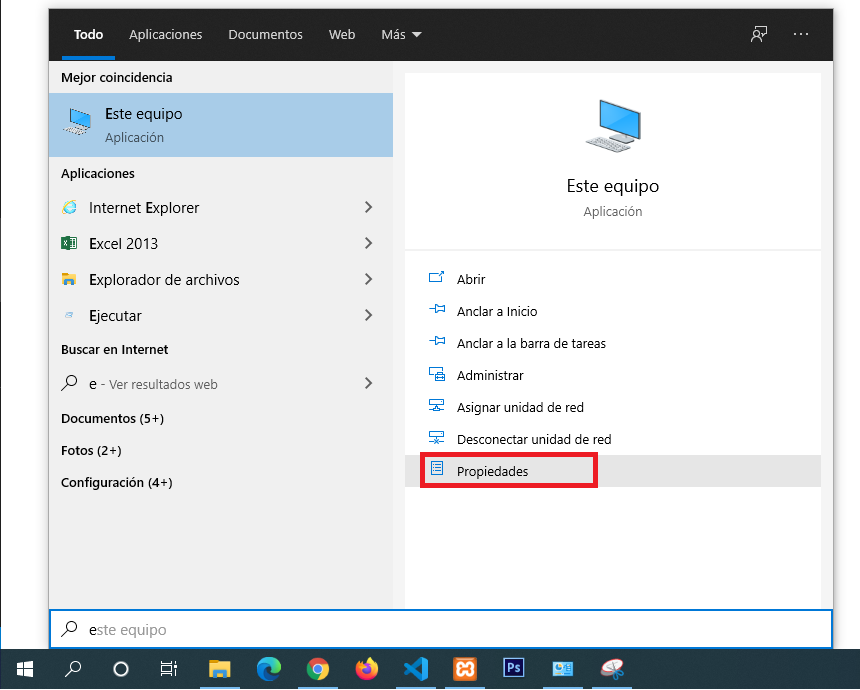 Todo Aplicaciones Documentos Web Más
Mejor coincidencia
Este equipo
Aplicación
Aplicaciones
Internet Explorer
Excel 2013
Explorador de archivos
Ejecutar
Buscar en Internet
e - Ver resultados web
Documentos (5+)
Fotos (2+)
Configuración (4+)
Este equipo
Aplicación
Abrir
Anclar a Inicio
Anclar a la barra de tareas
Administrar
Asignar unidad de red
Desconectar unidad de red
Propiedades
este equipo
Ps